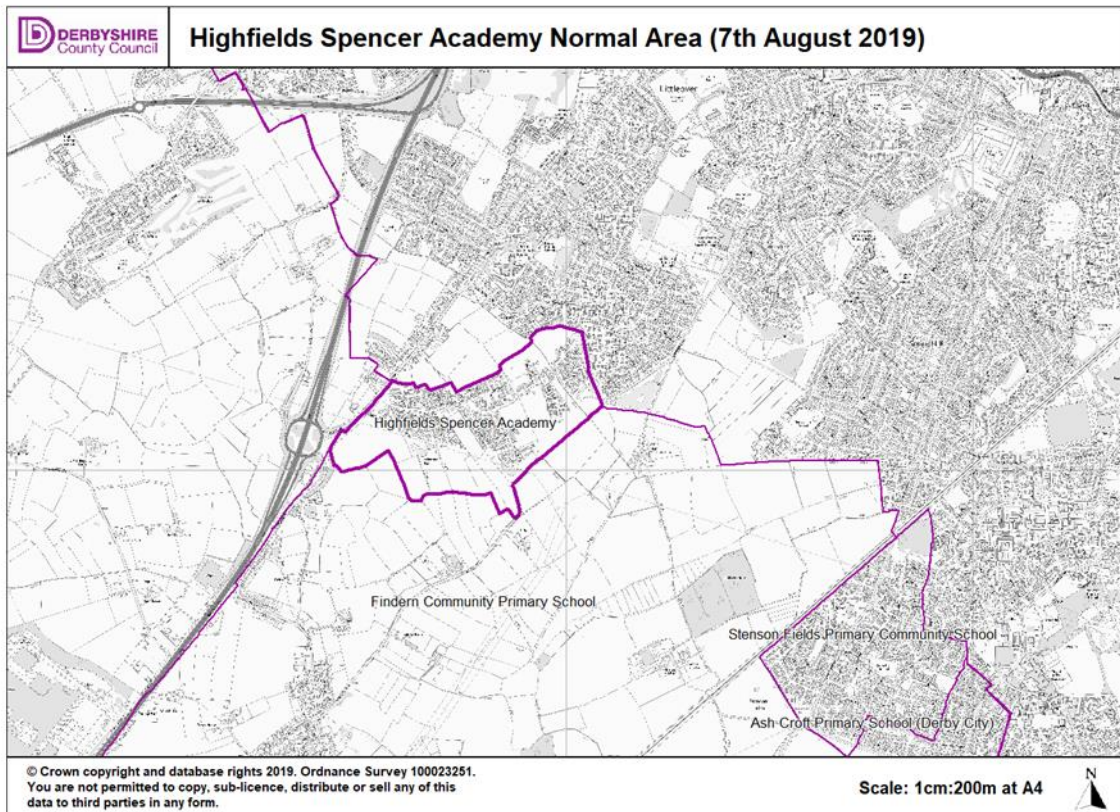 DERBYSHIRE
County Council
Highfields Spencer Academy Normal Area (7th August 2019)
Littleover
Highfields Spencer Academy
Findern Community Primary School
Stenson Fields Primary Community School
Ash Croft Primary School (Derby City)
© Crown copyright and database rights 2019. Ordnance Survey 100023251.
You are not permitted to copy, sub-licence, distribute or sell any of this
data to third parties in any form.
Scale: 1cm:200m at A4
N